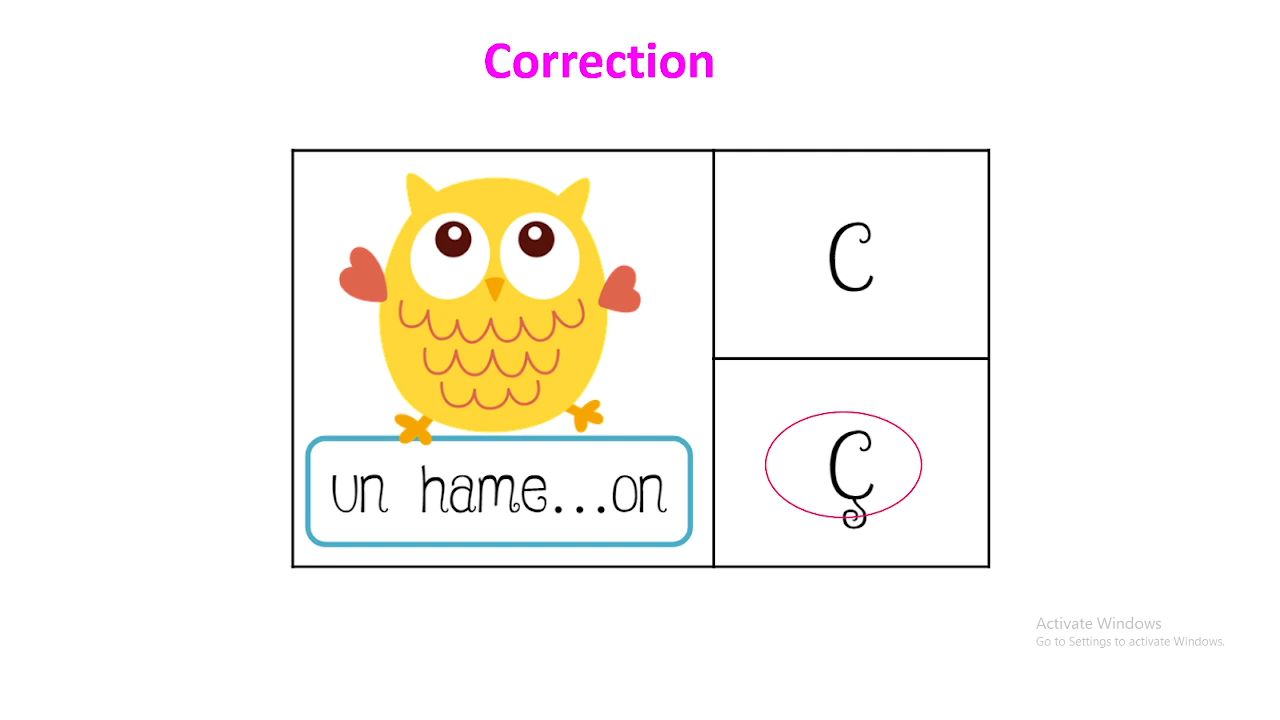 Correction
C
un hame...on
Ç
Activate Windows
Go to Settings to activate Windows.